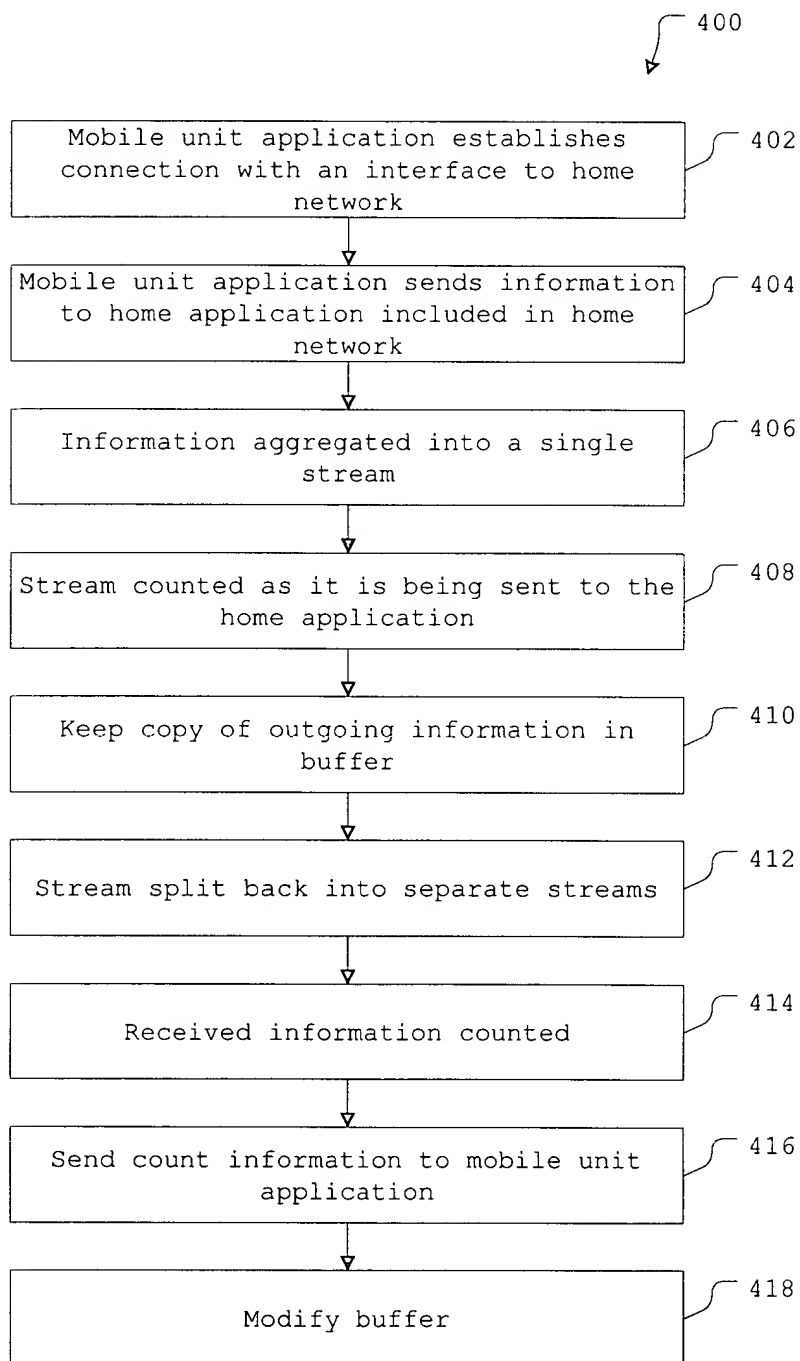 400
Mobile unit application establishes
connection with an interface to home
network
402
Mobile unit application sends information
to home application included in home
network
404
Information aggregated into a single
stream
406
Stream counted as it is being sent to the
home application
408
Keep copy of outgoing information in
buffer
410
Stream split back into separate streams
412
Received information counted
414
Send count information to mobile unit
application
416
Modify buffer
418